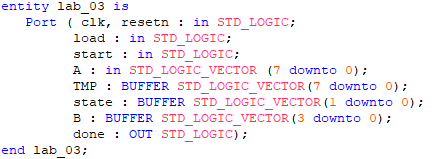 entity lab_03 is
Port ( clk, resetn : in STD_LOGIC;
load : in STD_LOGIC;
start : in STD_LOGIC;
A : in STD_LOGIC_VECTOR (7 downto 0);
TMP : BUFFER STD_LOGIC_VECTOR(7 downto 0);
state : BUFFER STD_LOGIC_VECTOR(1 downto 0);
B : BUFFER STD_LOGIC_VECTOR(3 downto 0);
done : OUT STD_LOGIC);
end lab_03;